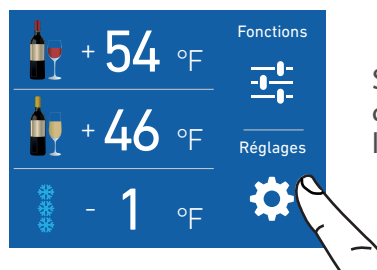 + 54 °F
Fonctions
+ 46 °F
Réglages
- 1 °F